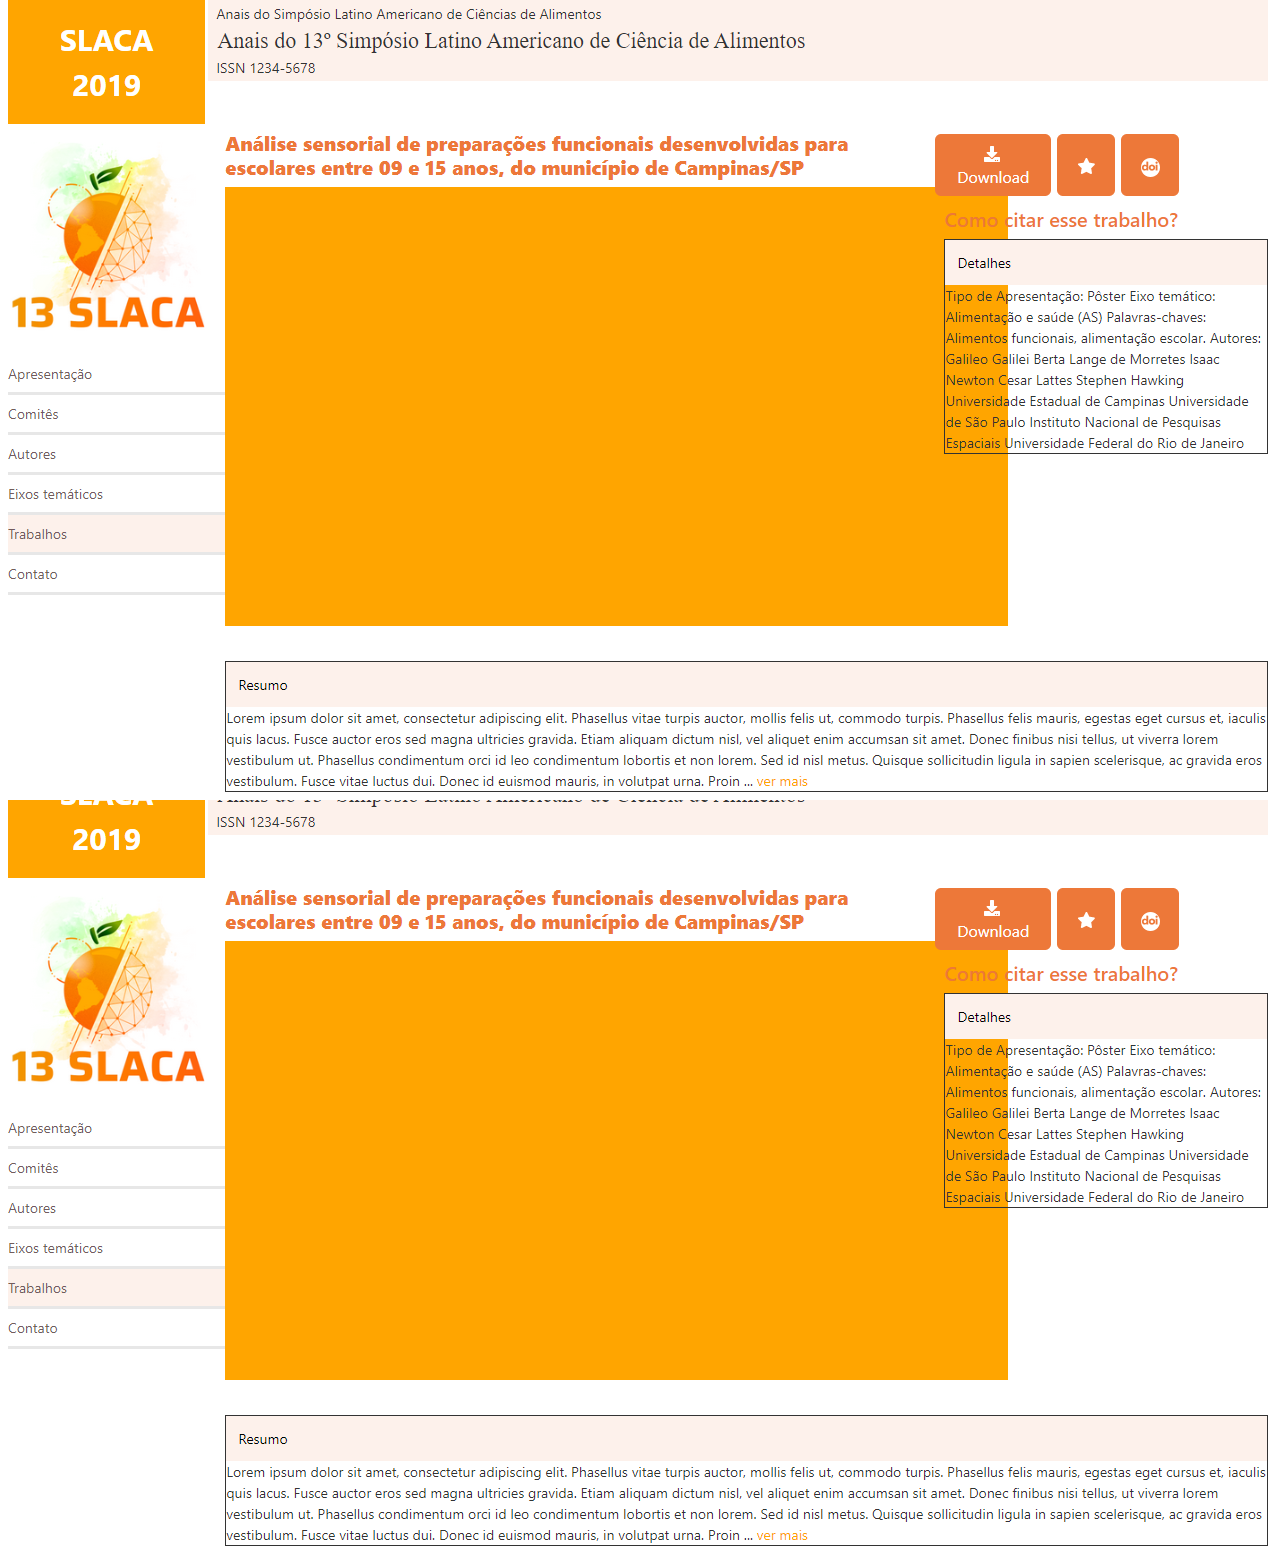 SLACA
2019
Anais do Simpósio Latino Americano de Ciências de Alimentos
Anais do 13º Simpósio Latino Americano de Ciência de Alimentos
ISSN 1234-5678
13 SLACA
Apresentação
Comitês
Autores
Eixos temáticos
Trabalhos
Contato
Análise sensorial de preparações funcionais desenvolvidas para
escolares entre 09 e 15 anos, do município de Campinas/SP
Download
doi
Como citar esse trabalho?
Detalhes
Tipo de Apresentação: Pôster Eixo temático:
Alimentação e saúde (AS) Palavras-chaves:
Alimentos funcionais, alimentação escolar. Autores:
Galileo Galilei Berta Lange de Morretes Isaac
Newton Cesar Lattes Stephen Hawking
Universidade Estadual de Campinas Universidade
de São Paulo Instituto Nacional de Pesquisas
Espaciais Universidade Federal do Rio de Janeiro
Resumo
Lorem ipsum dolor sit amet, consectetur adipiscing elit. Phasellus vitae turpis auctor, mollis felis ut, commodo turpis. Phasellus felis mauris, egestas eget cursus et, iaculis
quis lacus. Fusce auctor eros sed magna ultricies gravida. Etiam aliquam dictum nisl, vel aliquet enim accumsan sit amet. Donec finibus nisi tellus, ut viverra lorem
vestibulum ut. Phasellus condimentum orci id leo condimentum lobortis et non lorem. Sed id nisl metus. Quisque sollicitudin ligula in sapien scelerisque, ac gravida eros
vestibulum. Fusce vitae luctus dui. Donec id euismod mauris, in volutpat urna. Proin ... ver mais
SLACA
2019
Anais do 13º Simpósio Latino Americano de Ciência de Alimentos
ISSN 1234-5678
13 SLACA
Apresentação
Comitês
Autores
Eixos temáticos
Trabalhos
Contato
Análise sensorial de preparações funcionais desenvolvidas para
escolares entre 09 e 15 anos, do município de Campinas/SP
Download
doi
Como citar esse trabalho?
Detalhes
Tipo de Apresentação: Pôster Eixo temático:
Alimentação e saúde (AS) Palavras-chaves:
Alimentos funcionais, alimentação escolar. Autores:
Galileo Galilei Berta Lange de Morretes Isaac
Newton Cesar Lattes Stephen Hawking
Universidade Estadual de Campinas Universidade
de São Paulo Instituto Nacional de Pesquisas
Espaciais Universidade Federal do Rio de Janeiro
Resumo
Lorem ipsum dolor sit amet, consectetur adipiscing elit. Phasellus vitae turpis auctor, mollis felis ut, commodo turpis. Phasellus felis mauris, egestas eget cursus et, iaculis
quis lacus. Fusce auctor eros sed magna ultricies gravida. Etiam aliquam dictum nisl, vel aliquet enim accumsan sit amet. Donec finibus nisi tellus, ut viverra lorem
vestibulum ut. Phasellus condimentum orci id leo condimentum lobortis et non lorem. Sed id nisl metus. Quisque sollicitudin ligula in sapien scelerisque, ac gravida eros
vestibulum. Fusce vitae luctus dui. Donec id euismod mauris, in volutpat urna. Proin ... ver mais